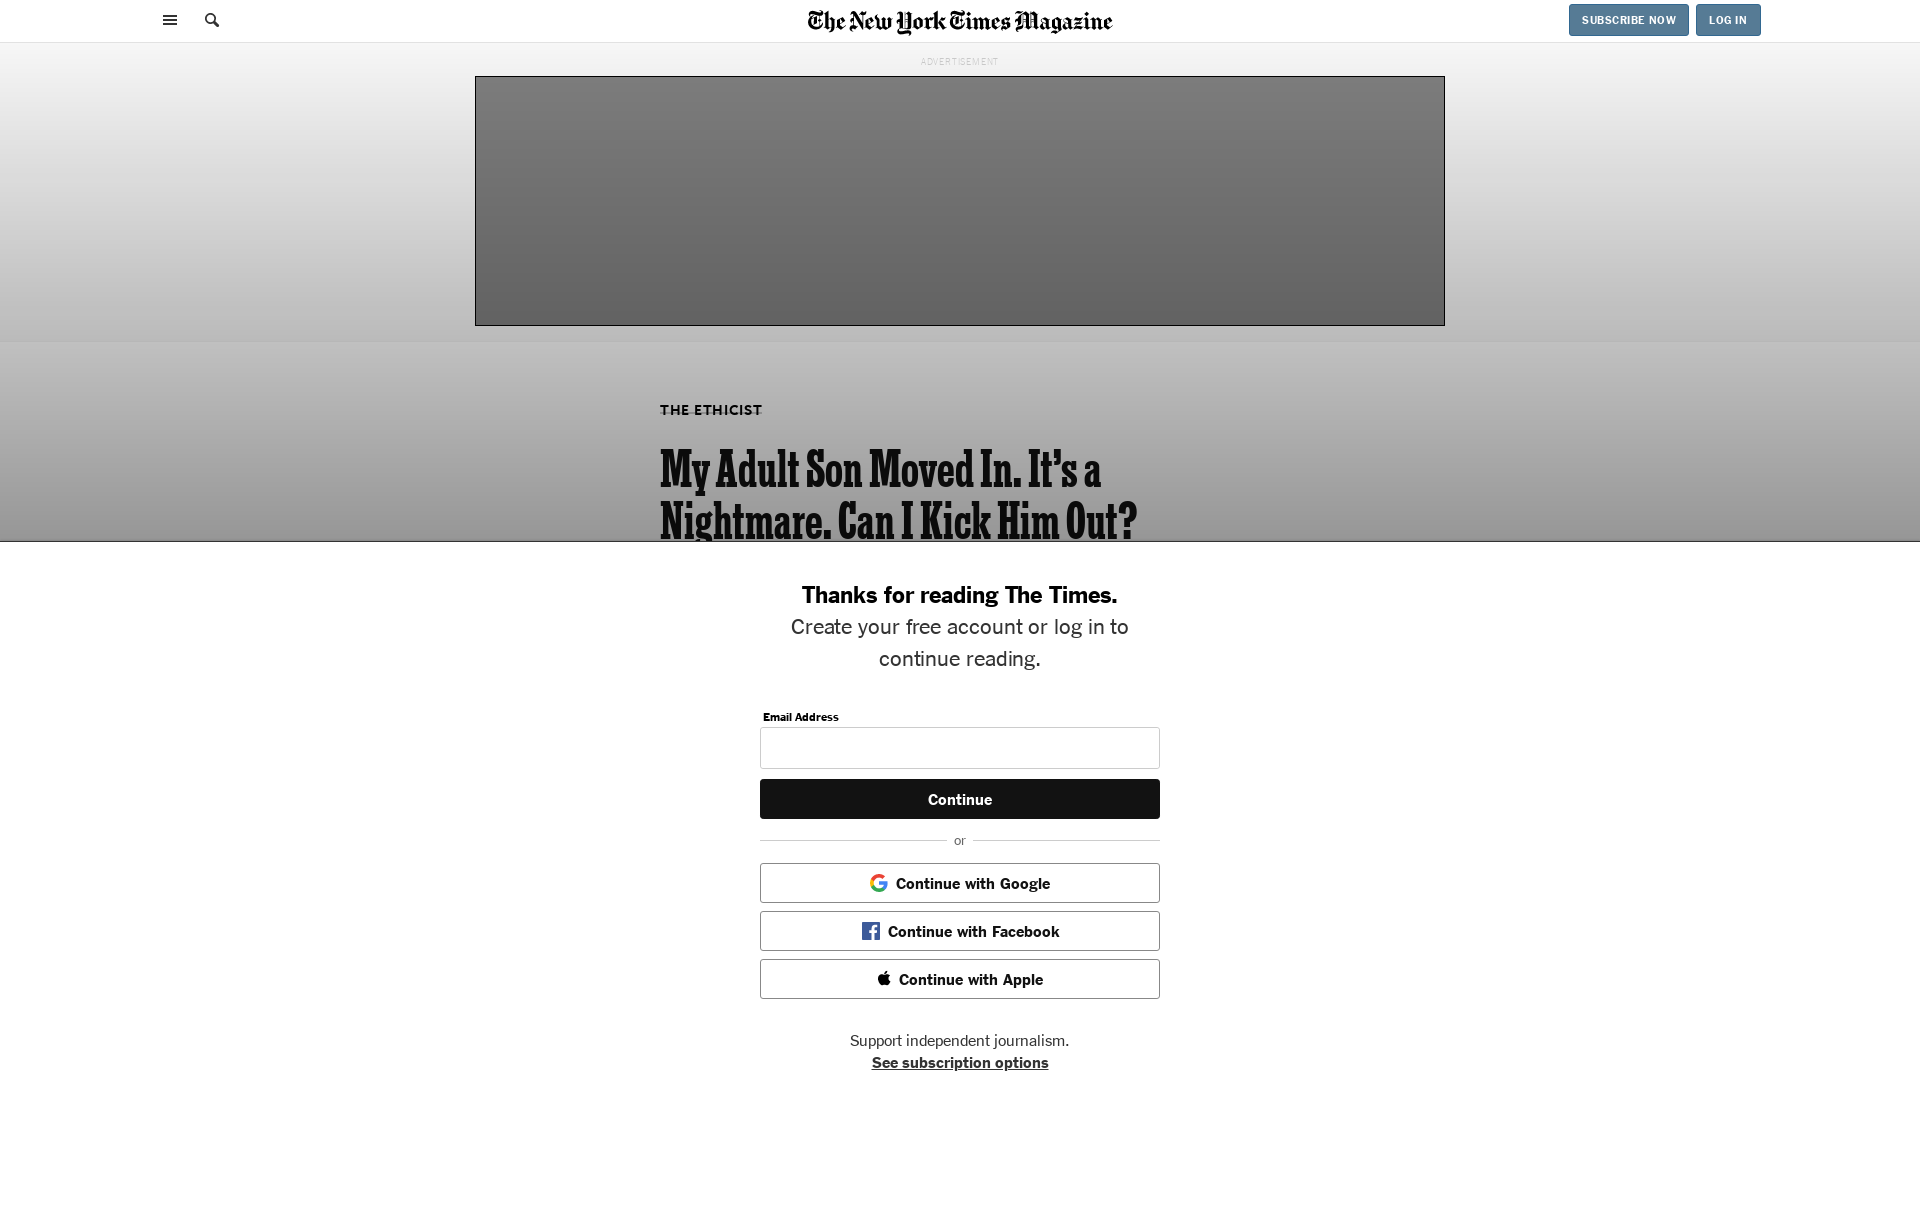 The New York Times Magazine
SUBSCRIBE NOW
LOG IN
ADVERTISEMENT
THE ETHICIST
My Adult Son Moved In. It’s a
Nightmare. Can I Kick Him Out?
Thanks for reading The Times.
Create your free account or log in to
continue reading.
Email Address
Continue
or
Continue with Google
Continue with Facebook
Continue with Apple
Support independent journalism.
See subscription options